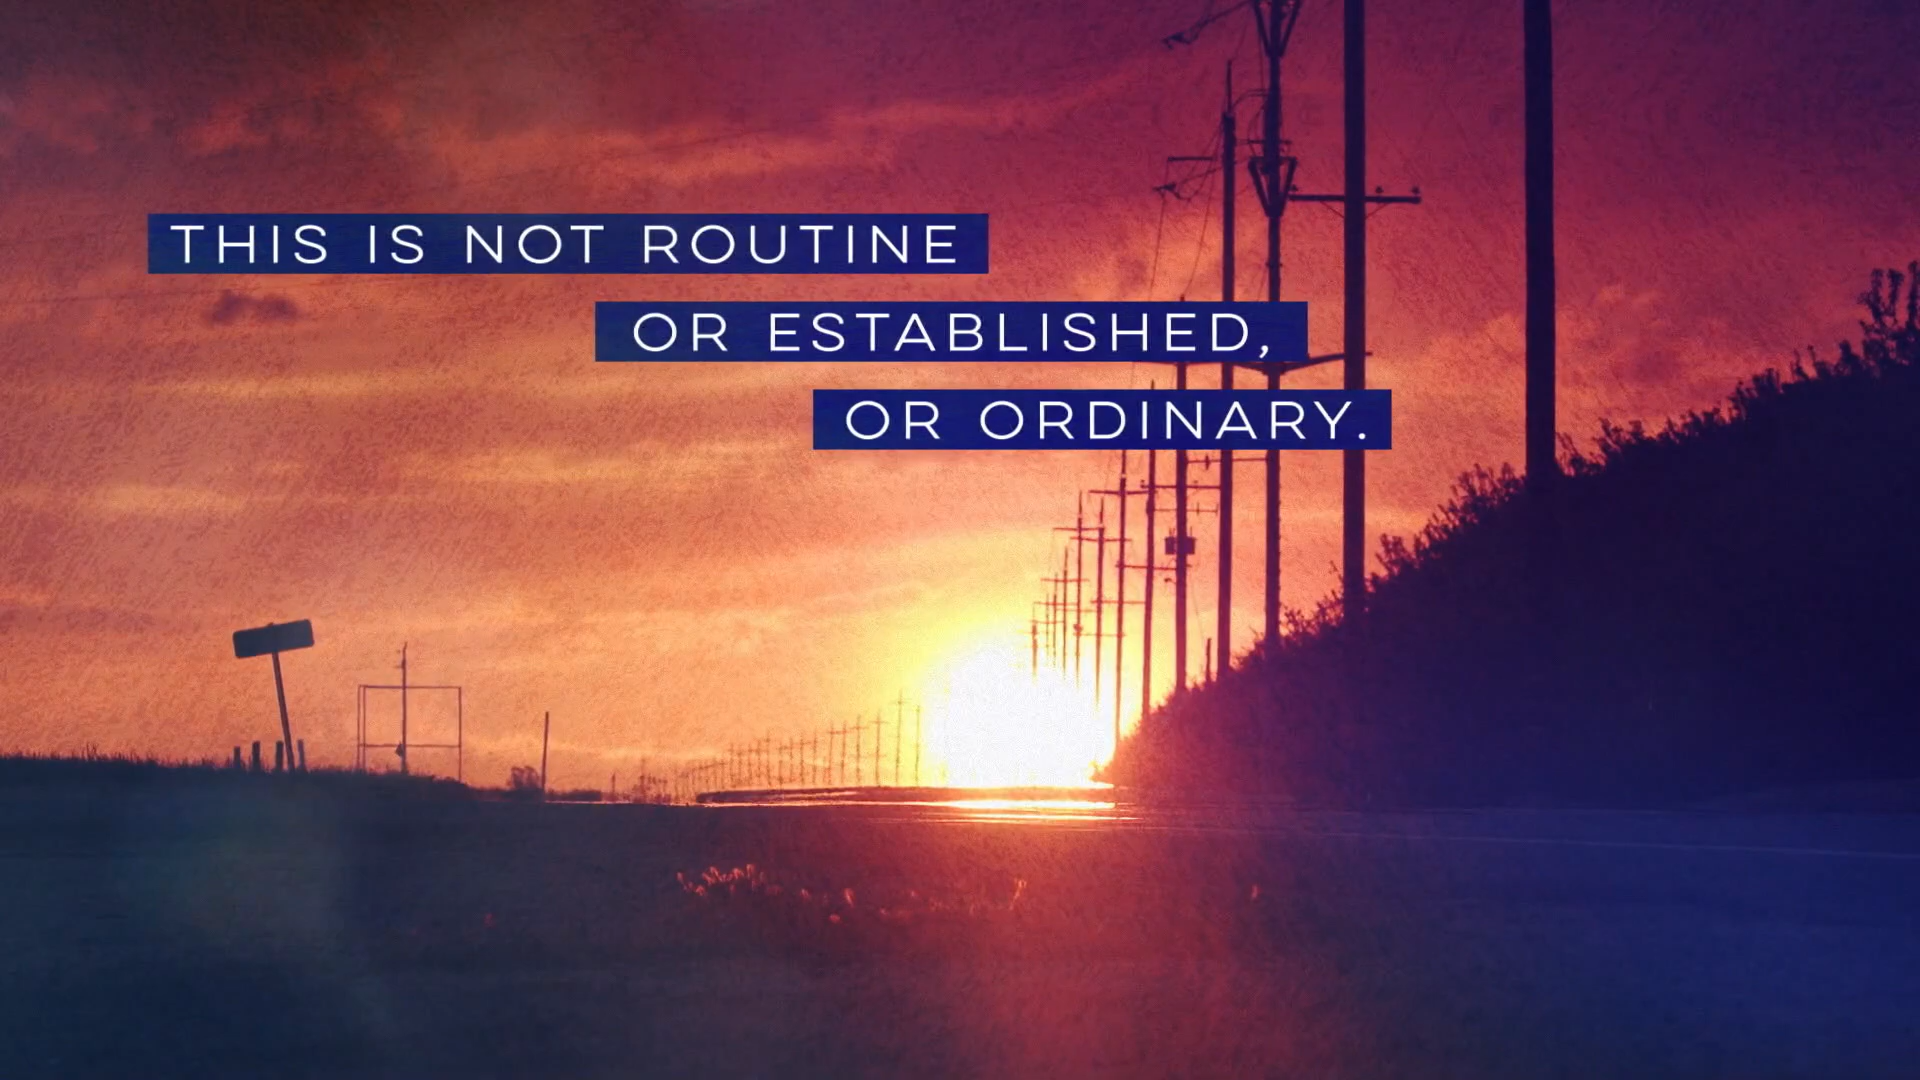 THIS IS NOT ROUTINE
OR ESTABLISHED,
OR ORDINARY.